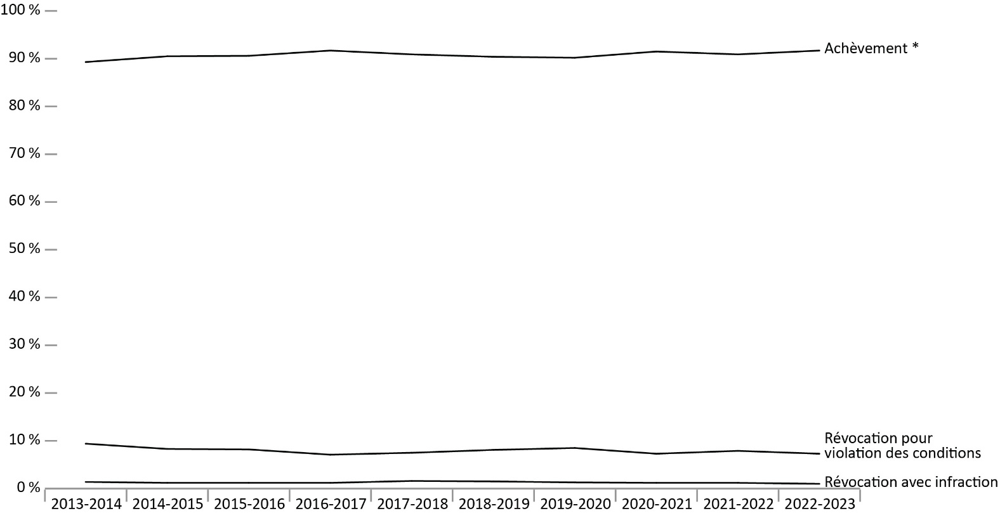 100 %
90 %
80 %
70 %
60 %
50 %
40 %
30 %
20 %
10 %
0 %
Achèvement *
Révocation pour
violation des conditions
Révocation avec infraction
2013-2014 2014-2015 2015-2016 2016-2017 2017-2018 2018-2019 2019-2020 2020-2021 2021-2022 2022-2023